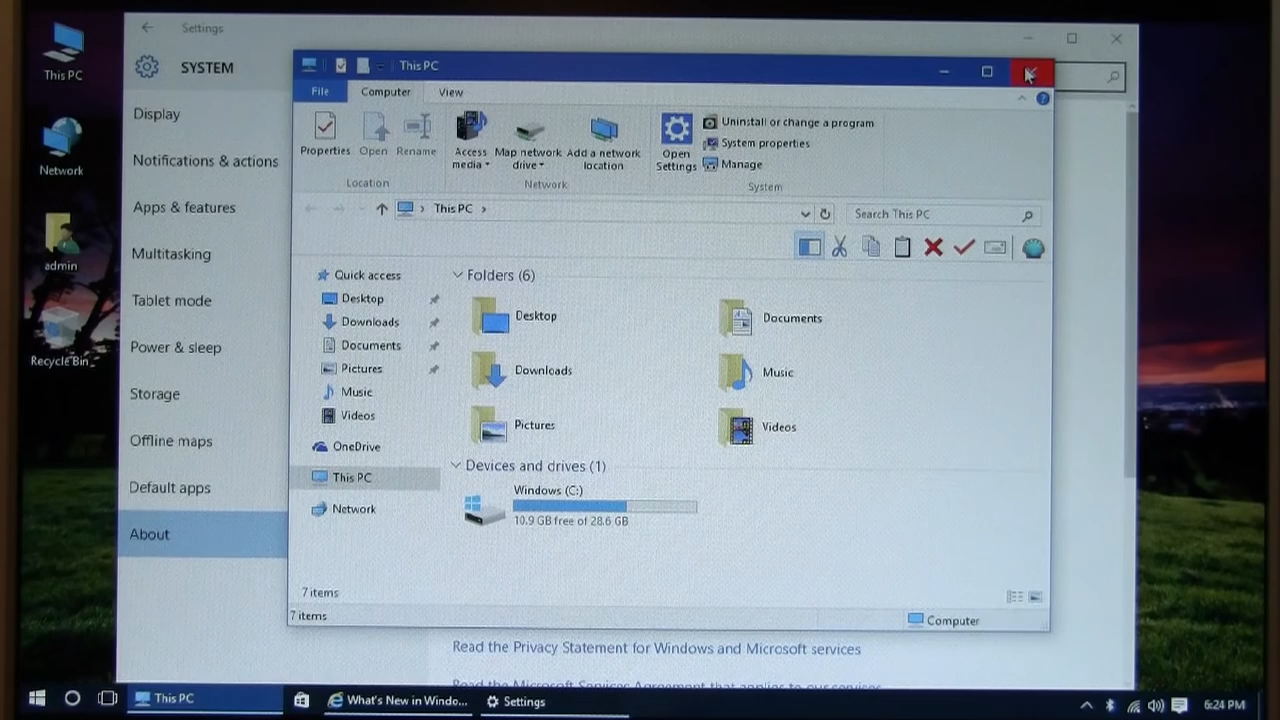 This PC
Network
admin
Recycle Bin
Settings
SYSTEM
Display
Notifications & actions
Apps & features
Multitasking
Tablet mode
Power & sleep
Storage
Offline maps
Default apps
About
This PC
File Computer View
Properties Open Rename
Location
Access media
Map network drive
Add a network location
Network
Open Settings
Uninstall or change a program
System properties
Manage
System
This PC
Search This PC
Quick access
Desktop
Downloads
Documents
Pictures
Music
Videos
OneDrive
This PC
Network
Folders (6)
Desktop
Documents
Downloads
Music
Pictures
Videos
Devices and drives (1)
Windows (C:)
10.9 GB free of 28.6 GB
7 items
7 items
Computer
Read the Privacy Statement for Windows and Microsoft services
Read the Microsoft Services Agreement that applies to our services
This PC
What's New in Windo...
Settings
6:24 PM